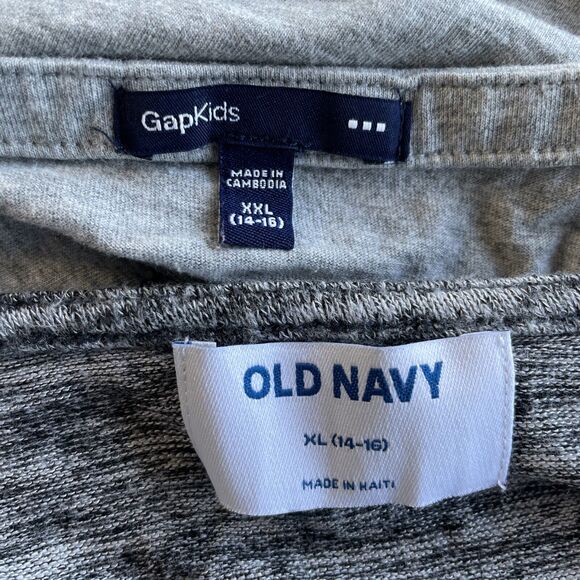 GapKids
MADE IN
CAMBODIA
XXL
(14-16)
OLD NAVY
XL (14-16)
MADE IN HAITI